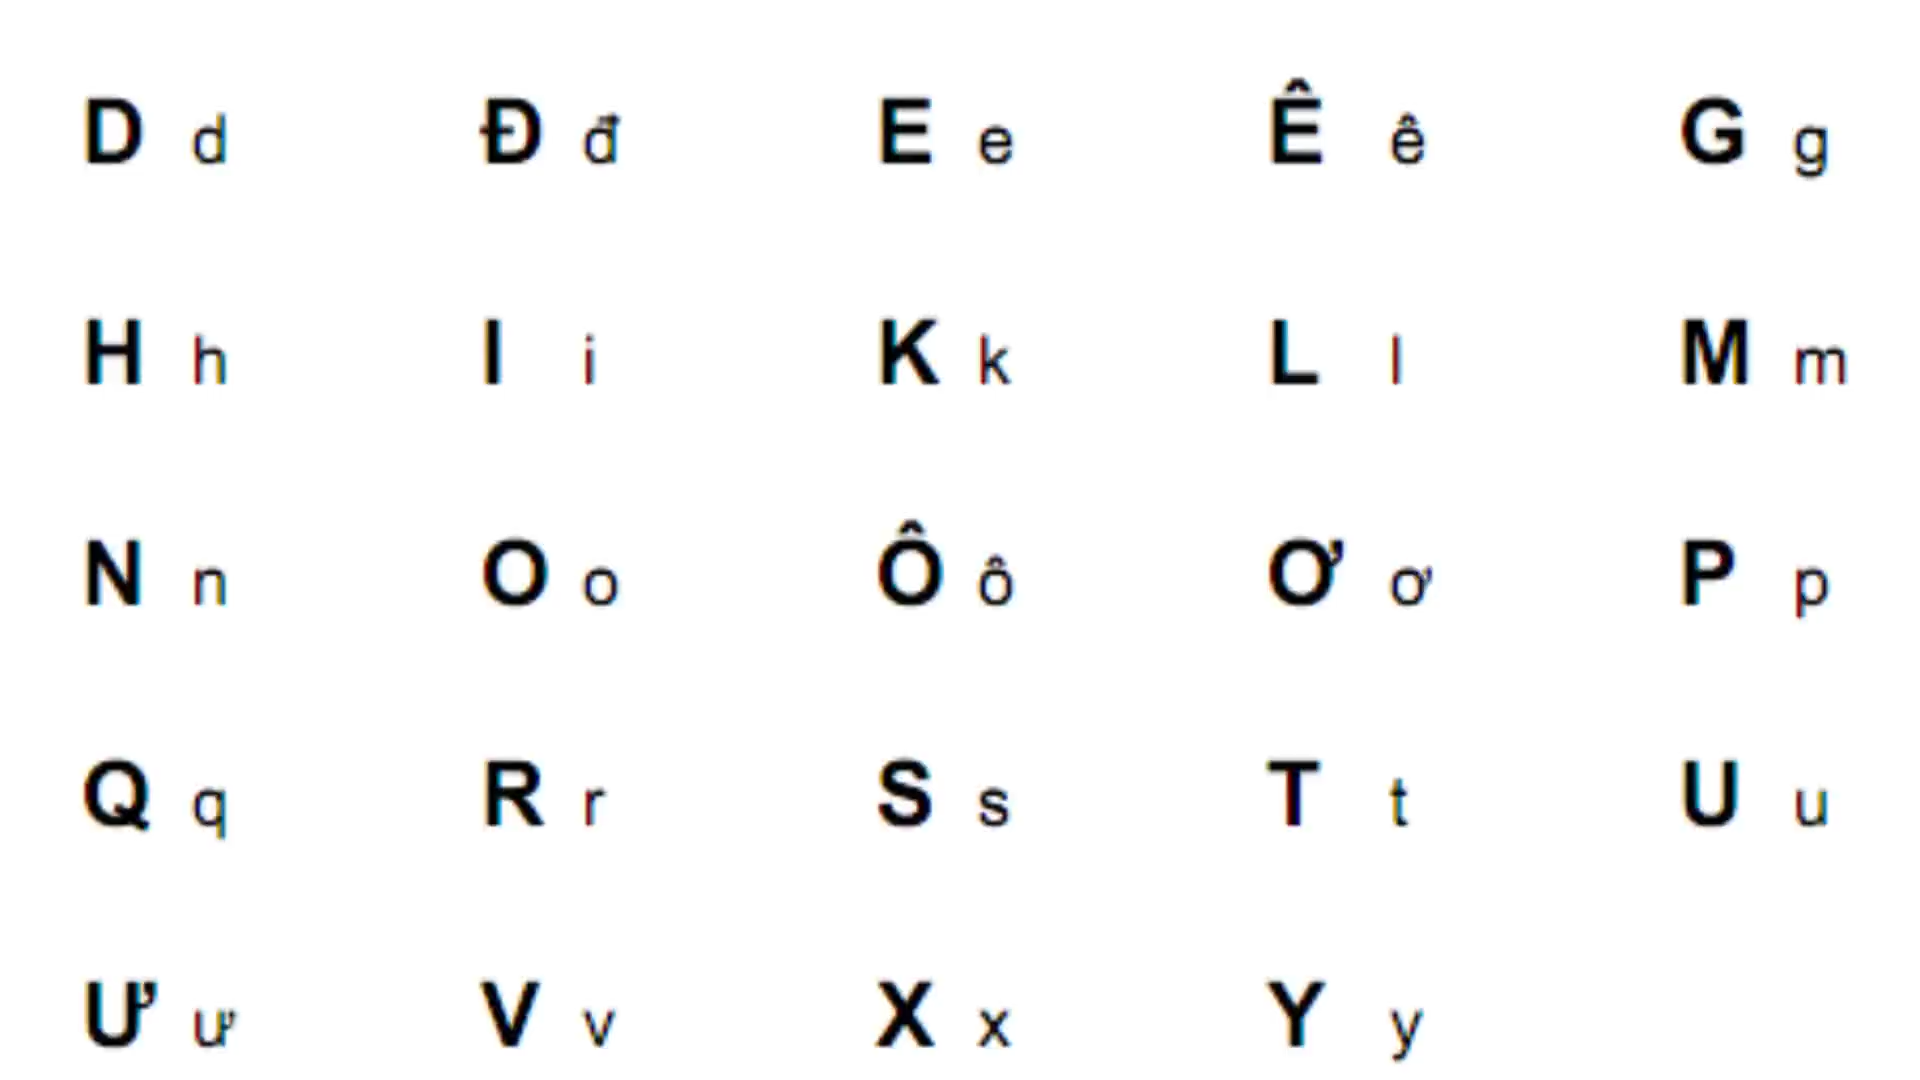 D d Đ đ E e Ê ê G g
H h I i K k L l M m
N n O o Ô ô Ơ ơ P p
Q q R r S s T t U u
Ư ư V v X x Y y